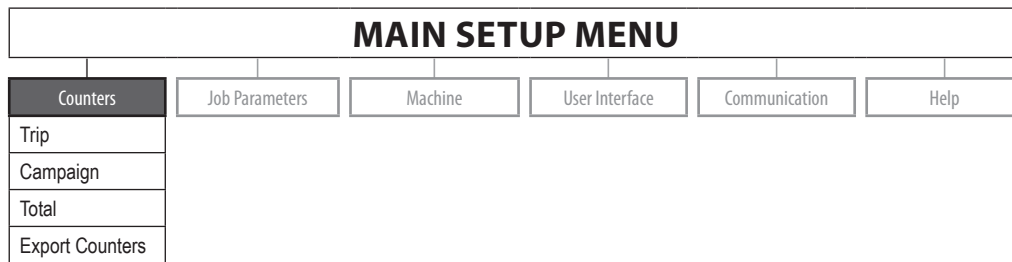 MAIN SETUP MENU
Counters Job Parameters Machine User Interface Communication Help
Trip
Campaign
Total
Export Counters